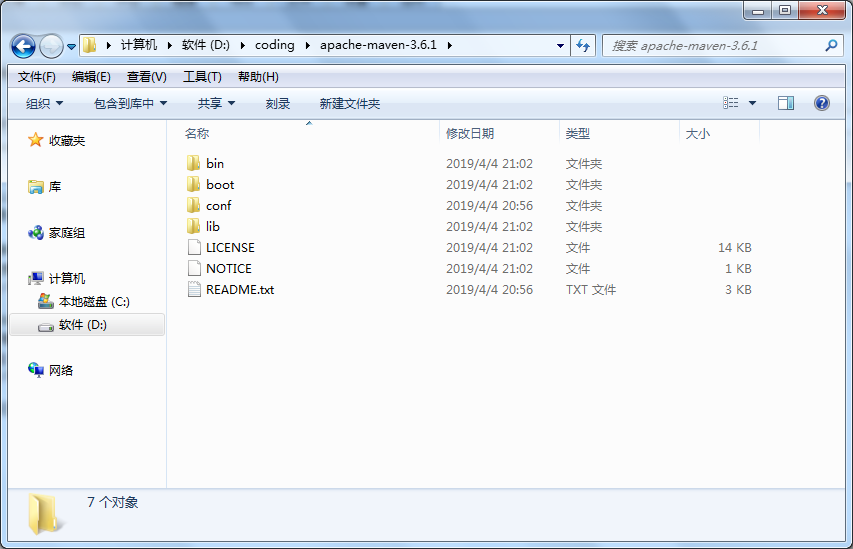 计算机 软件 (D:) coding apache-maven-3.6.1
搜索 apache-maven-3.6.1
文件(F) 编辑(E) 查看(V) 工具(T) 帮助(H)
组织 包含到库中 共享 刻录 新建文件夹
收藏夹
库
家庭组
计算机
本地磁盘 (C:)
软件 (D:)
网络
名称 修改日期 类型 大小
bin 2019/4/4 21:02 文件夹
boot 2019/4/4 21:02 文件夹
conf 2019/4/4 20:56 文件夹
lib 2019/4/4 21:02 文件夹
LICENSE 2019/4/4 21:02 文件 14 KB
NOTICE 2019/4/4 21:02 文件 1 KB
README.txt 2019/4/4 20:56 TXT 文件 3 KB
7 个对象